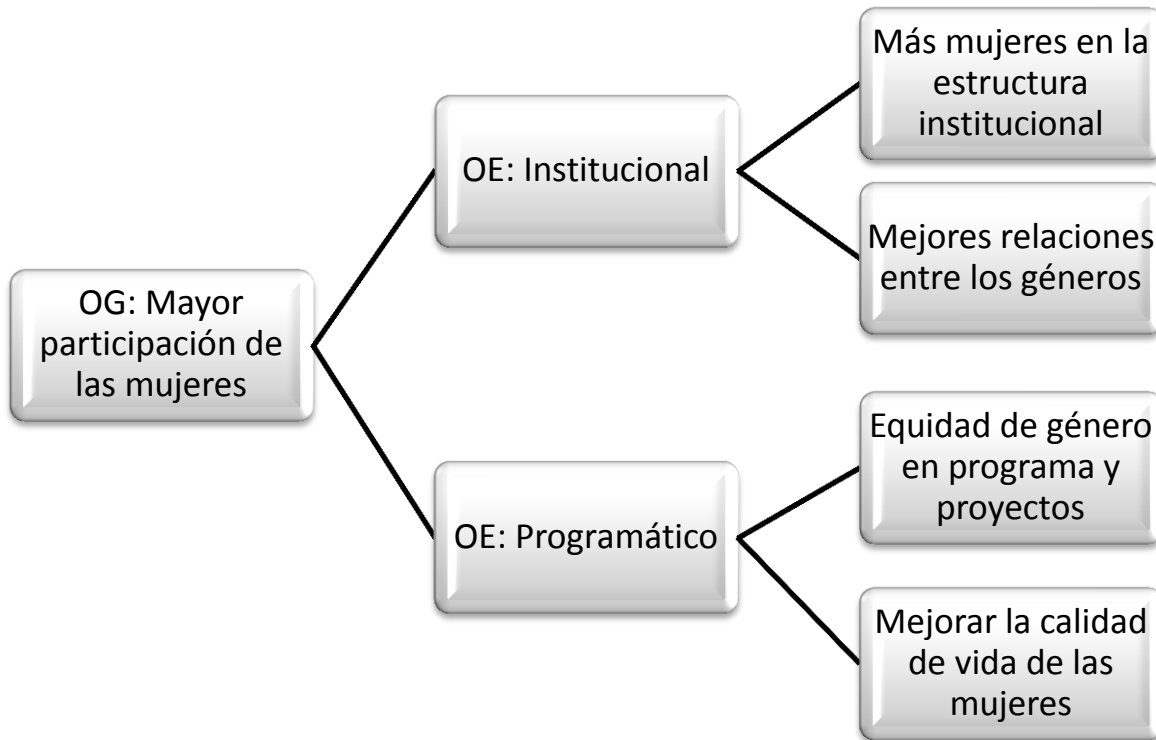 OG: Mayor
participación de
las mujeres
OE: Institucional
Más mujeres en la
estructura
institucional
Mejores relaciones
entre los géneros
OE: Programático
Equidad de género
en programa y
proyectos
Mejorar la calidad
de vida de las
mujeres